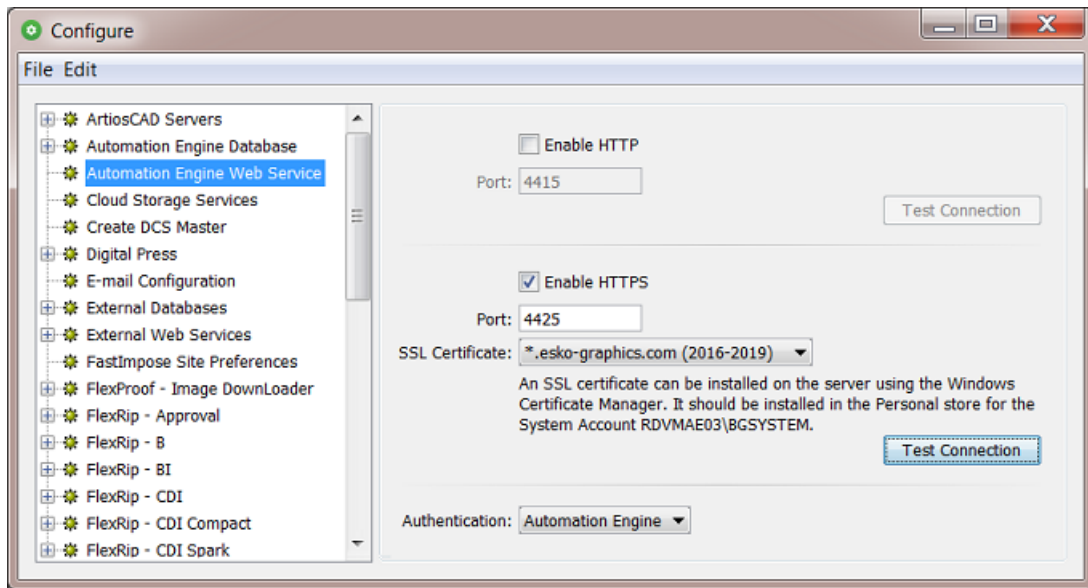 Configure
File Edit
ArtiosCAD Servers
Automation Engine Database
Automation Engine Web Service
Cloud Storage Services
Create DCS Master
Digital Press
E-mail Configuration
External Databases
External Web Services
FastImpose Site Preferences
FlexProof - Image DownLoader
FlexRip - Approval
FlexRip - B
FlexRip - BI
FlexRip - CDI
FlexRip - CDI Compact
FlexRip - CDI Spark
Enable HTTP
Port: 4415
Test Connection
Enable HTTPS
Port: 4425
SSL Certificate: *.esko-graphics.com (2016-2019)
An SSL certificate can be installed on the server using the Windows
Certificate Manager. It should be installed in the Personal store for the
System Account RDVMAE03\BGSYSTEM.
Test Connection
Authentication: Automation Engine